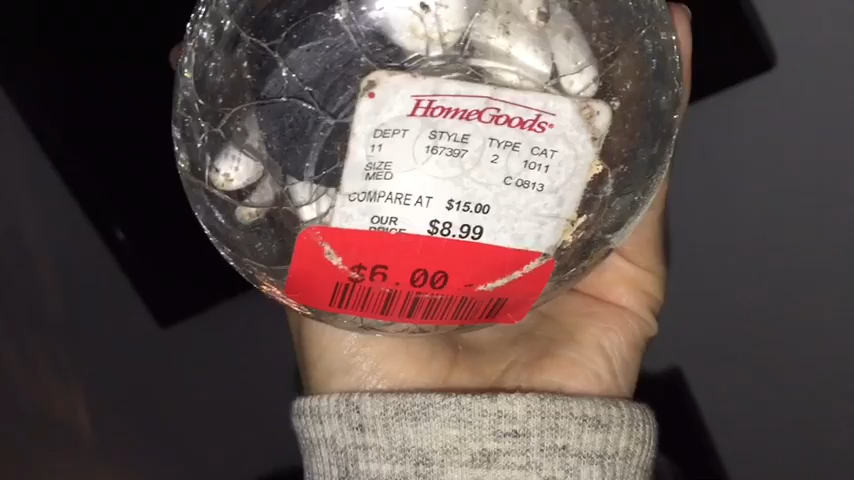 HomeGoods®
DEPT STYLE TYPE CAT
11 167397 2 1011
SIZE
MED C 0813
COMPARE AT $15.00
OUR
PRICE $8.99
$6.00